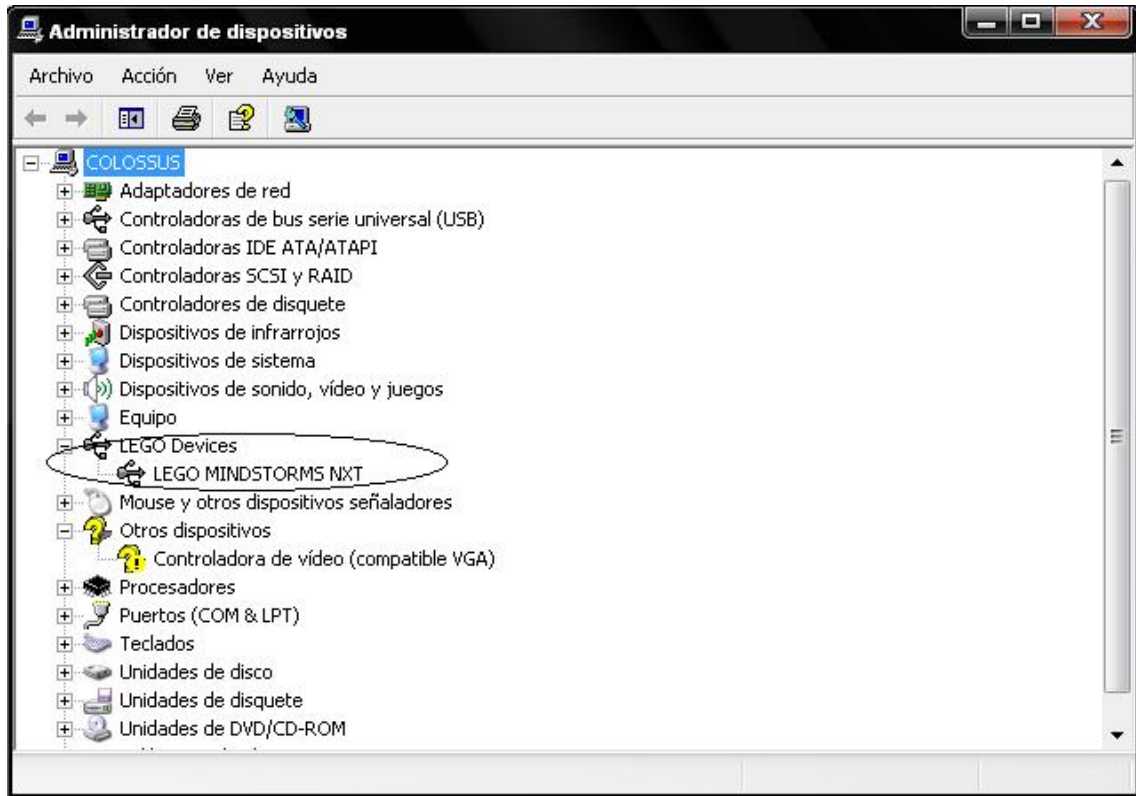 Administrador de dispositivos
Archivo Acción Ver Ayuda
COLOSSUS
Adaptadores de red
Controladoras de bus serie universal (USB)
Controladoras IDE ATA/ATAPI
Controladoras SCSI y RAID
Controladores de disquete
Dispositivos de infrarrojos
Dispositivos de sistema
Dispositivos de sonido, vídeo y juegos
Equipo
LEGO Devices
LEGO MINDSTORMS NXT
Mouse y otros dispositivos señaladores
Otros dispositivos
Controladora de vídeo (compatible VGA)
Procesadores
Puertos (COM & LPT)
Teclados
Unidades de disco
Unidades de disquete
Unidades de DVD/CD-ROM